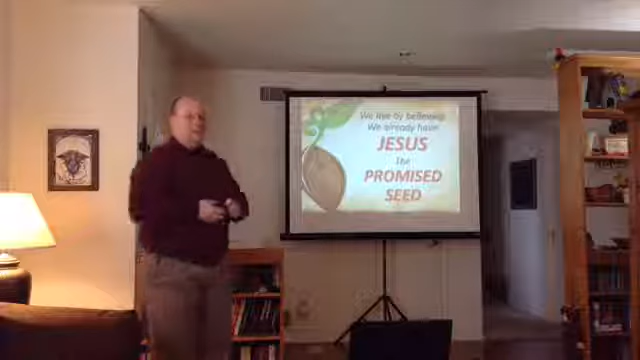 We live by believing
We already have
JESUS
the
PROMISED
SEED